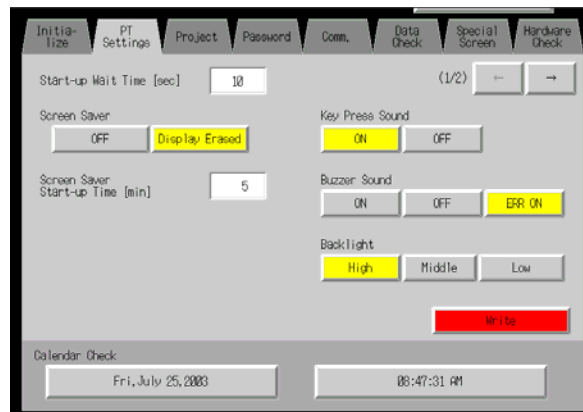 Initia-
lize
PT
Settings
Project
Password
Comm.
Data
Check
Special
Screen
Hardware
Check
Start-up Wait Time [sec]
10
(1/2)
←
→
Screen Saver
OFF
Display Erased
Key Press Sound
ON
OFF
Screen Saver
Start-up Time [min]
5
Buzzer Sound
ON
OFF
ERR ON
Backlight
High
Middle
Low
Write
Calendar Check
Fri,July 25,2003
08:47:31 AM